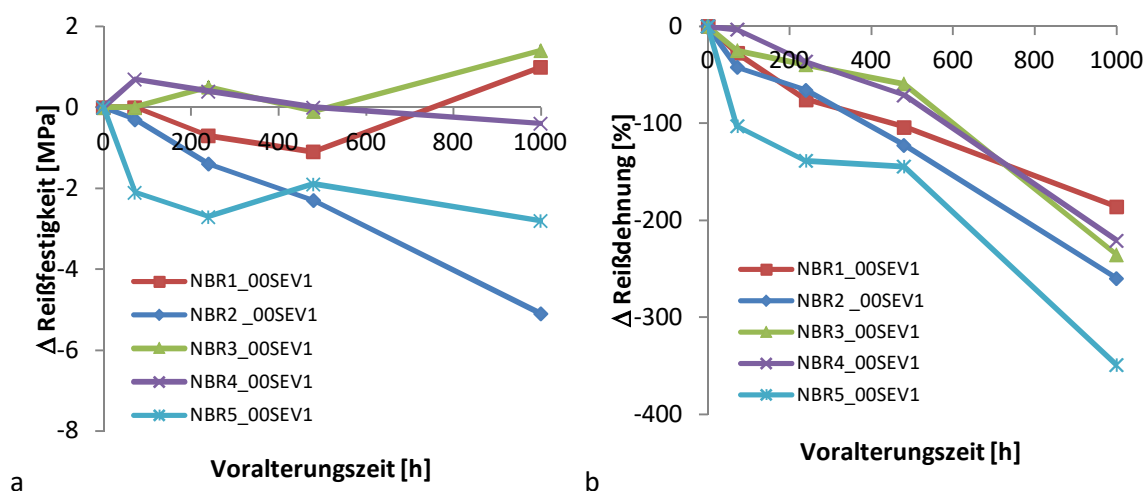 Δ Reißfestigkeit [MPa]
2
0
-2
-4
-6
-8
0 200 400 600 800 1000
NBR1_00SEV1
NBR2 _00SEV1
NBR3_00SEV1
NBR4_00SEV1
NBR5_00SEV1
Voralterungszeit [h]
a
Δ Reißdehnung [%]
0
-100
-200
-300
-400
0 200 400 600 800 1000
NBR1_00SEV1
NBR2 _00SEV1
NBR3_00SEV1
NBR4_00SEV1
NBR5_00SEV1
Voralterungszeit [h]
b